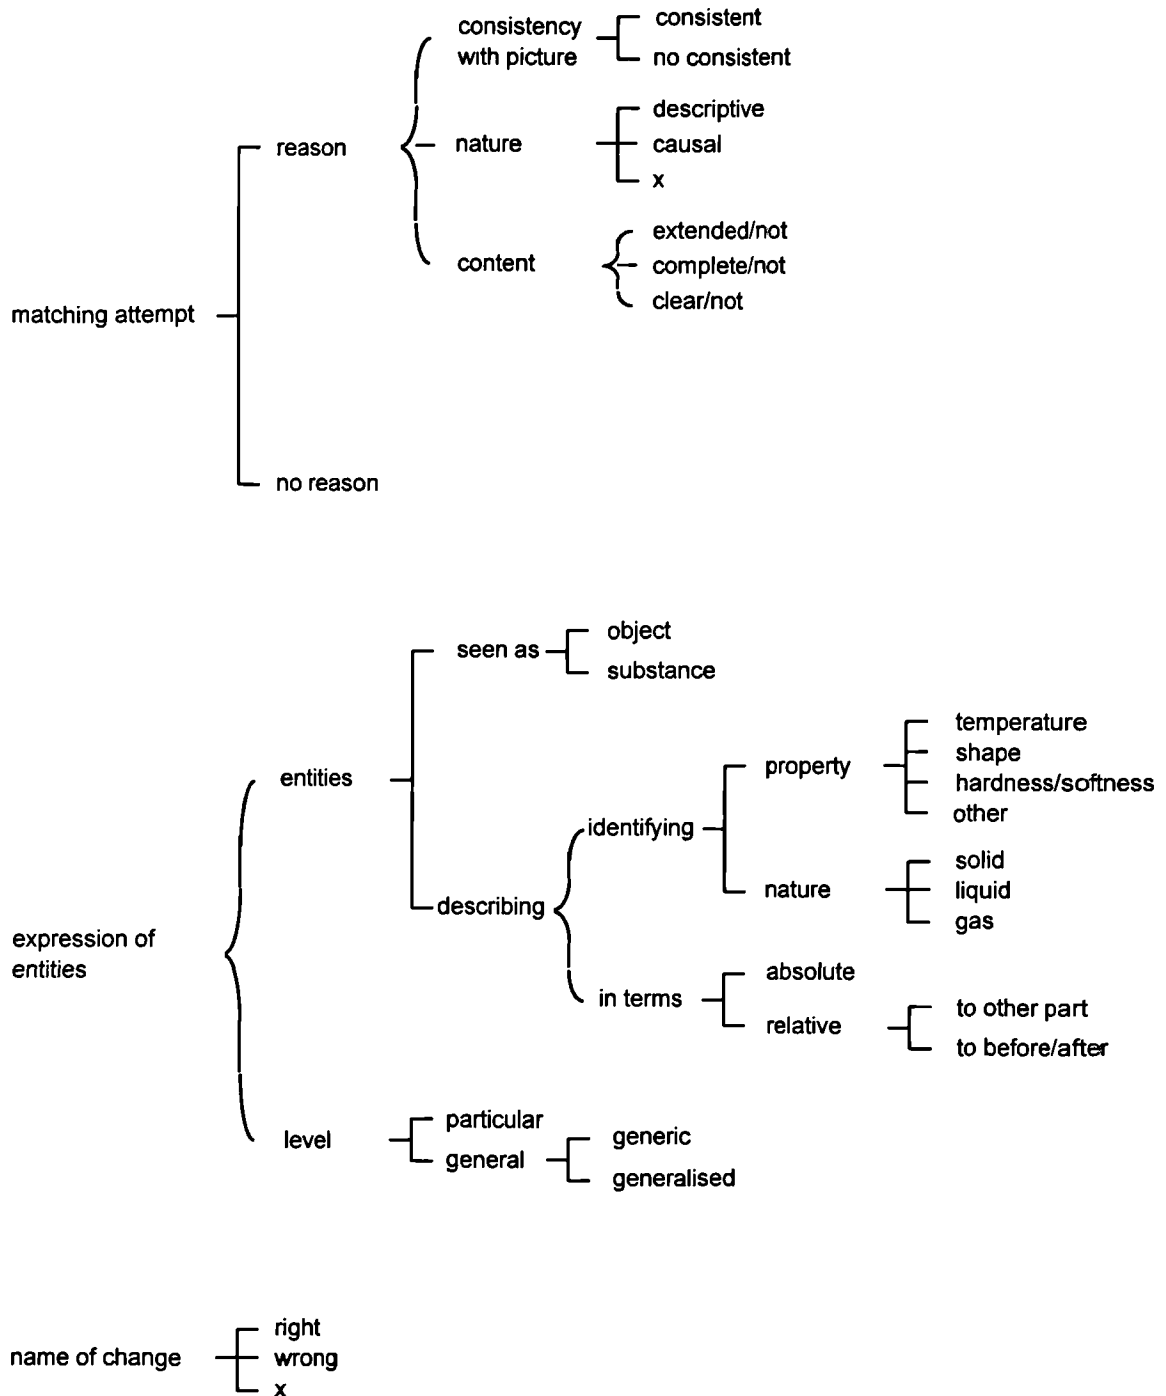 consistency
with picture
consistent
no consistent
reason
nature
descriptive
causal
x
content
extended/not
complete/not
clear/not
matching attempt
no reason
seen as
object
substance
entities
property
temperature
shape
hardness/softness
other
identifying
nature
solid
liquid
gas
describing
expression of
entities
in terms
absolute
relative
to other part
to before/after
level
particular
general
generic
generalised
name of change
right
wrong
x